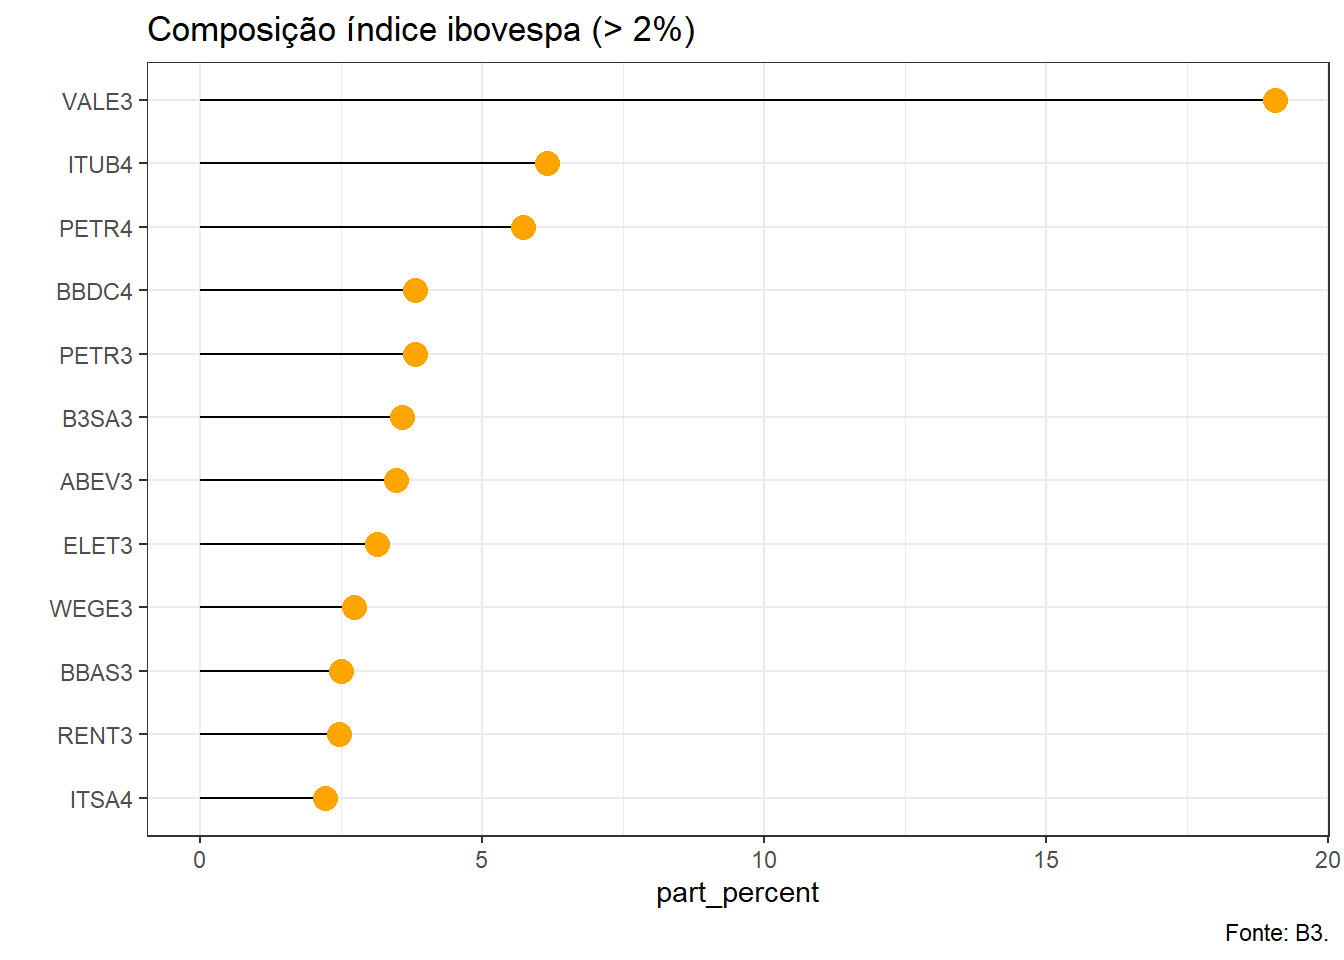 Composição índice ibovespa (> 2%)
VALE3
ITUB4
PETR4
BBDC4
PETR3
B3SA3
ABEV3
ELET3
WEGE3
BBAS3
RENT3
ITSA4
0 5 10 15 20
part_percent
Fonte: B3.